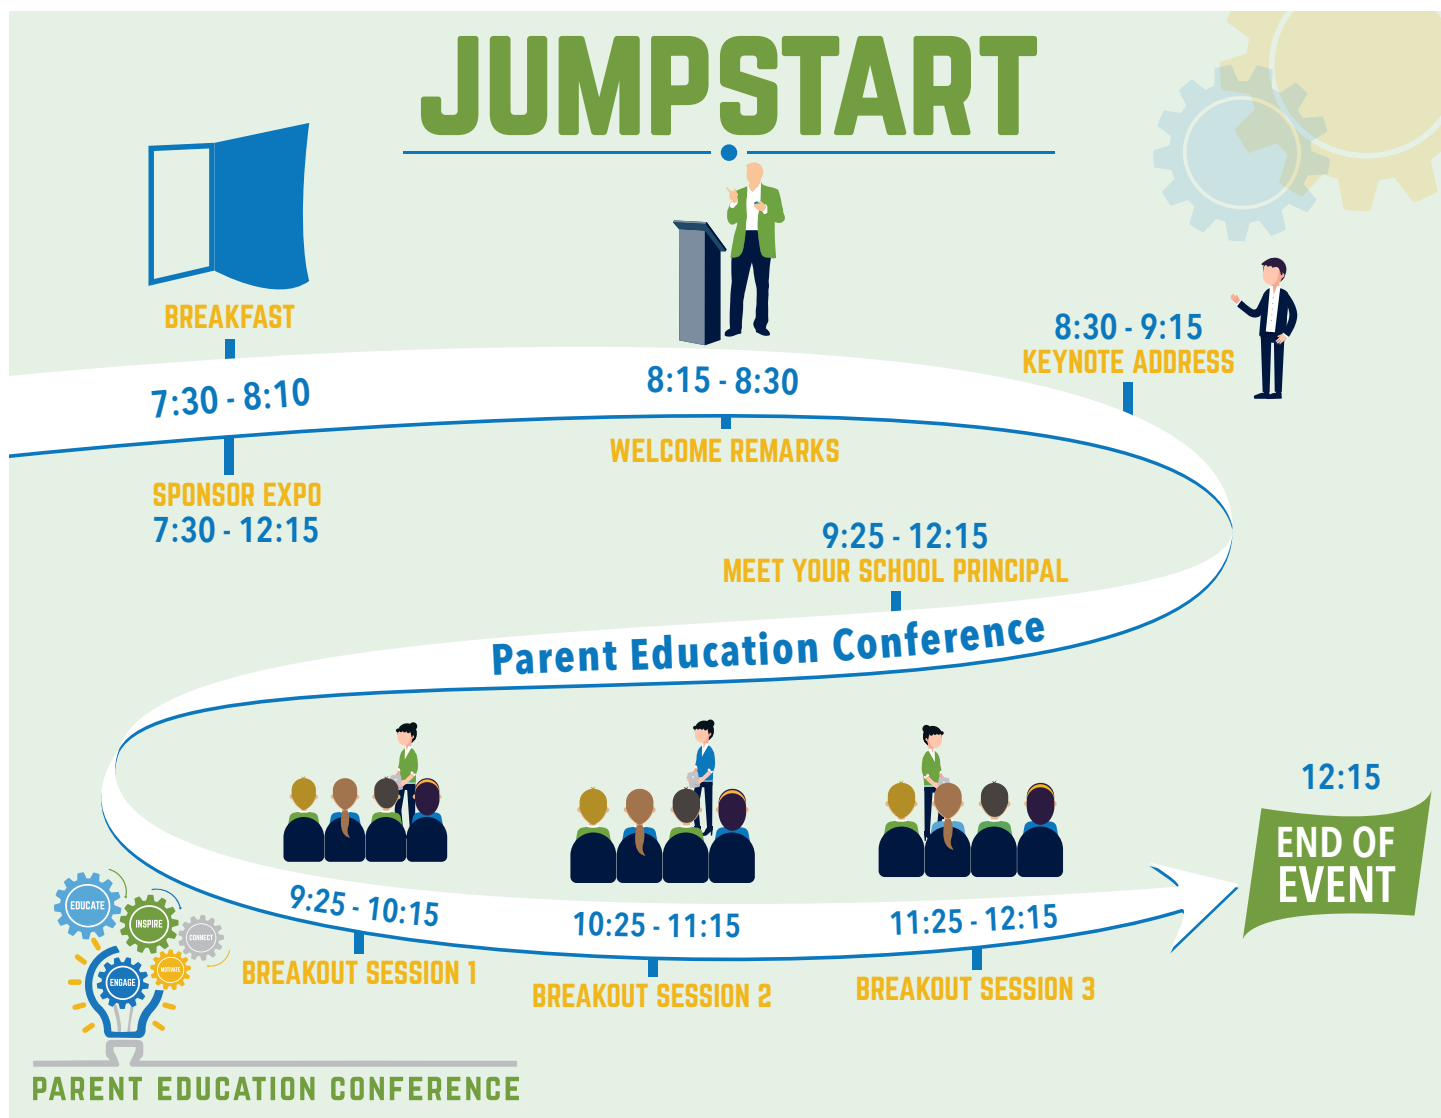 JUMPSTART
BREAKFAST
7:30 - 8:10
SPONSOR EXPO
7:30 - 12:15
8:15 - 8:30
WELCOME REMARKS
8:30 - 9:15
KEYNOTE ADDRESS
9:25 - 12:15
MEET YOUR SCHOOL PRINCIPAL
Parent Education Conference
9:25 - 10:15
BREAKOUT SESSION 1
10:25 - 11:15
BREAKOUT SESSION 2
11:25 - 12:15
BREAKOUT SESSION 3
12:15
END OF
EVENT
EDUCATE
INSPIRE
CONNECT
MOTIVATE
ENGAGE
PARENT EDUCATION CONFERENCE